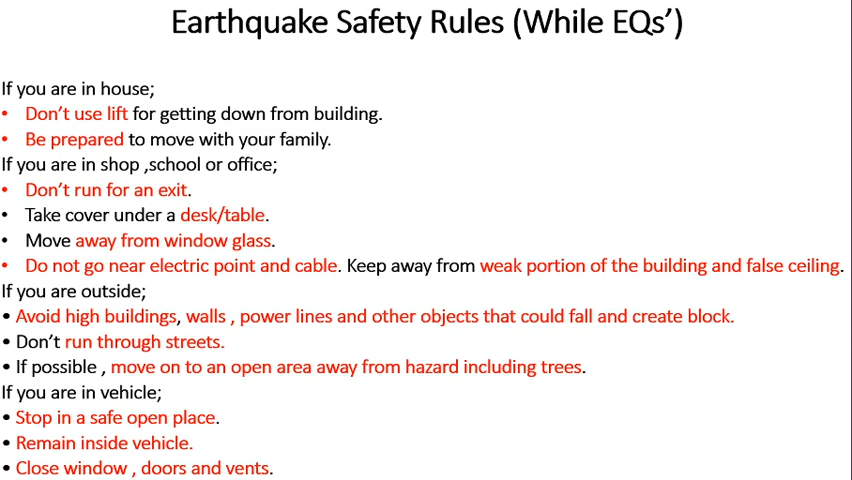 Earthquake Safety Rules (While EQs’)
If you are in house;
• Don’t use lift for getting down from building.
• Be prepared to move with your family.
If you are in shop ,school or office;
• Don’t run for an exit.
• Take cover under a desk/table.
• Move away from window glass.
• Do not go near electric point and cable. Keep away from weak portion of the building and false ceiling.
If you are outside;
• Avoid high buildings, walls , power lines and other objects that could fall and create block.
• Don’t run through streets.
• If possible , move on to an open area away from hazard including trees.
If you are in vehicle;
• Stop in a safe open place.
• Remain inside vehicle.
• Close window , doors and vents.